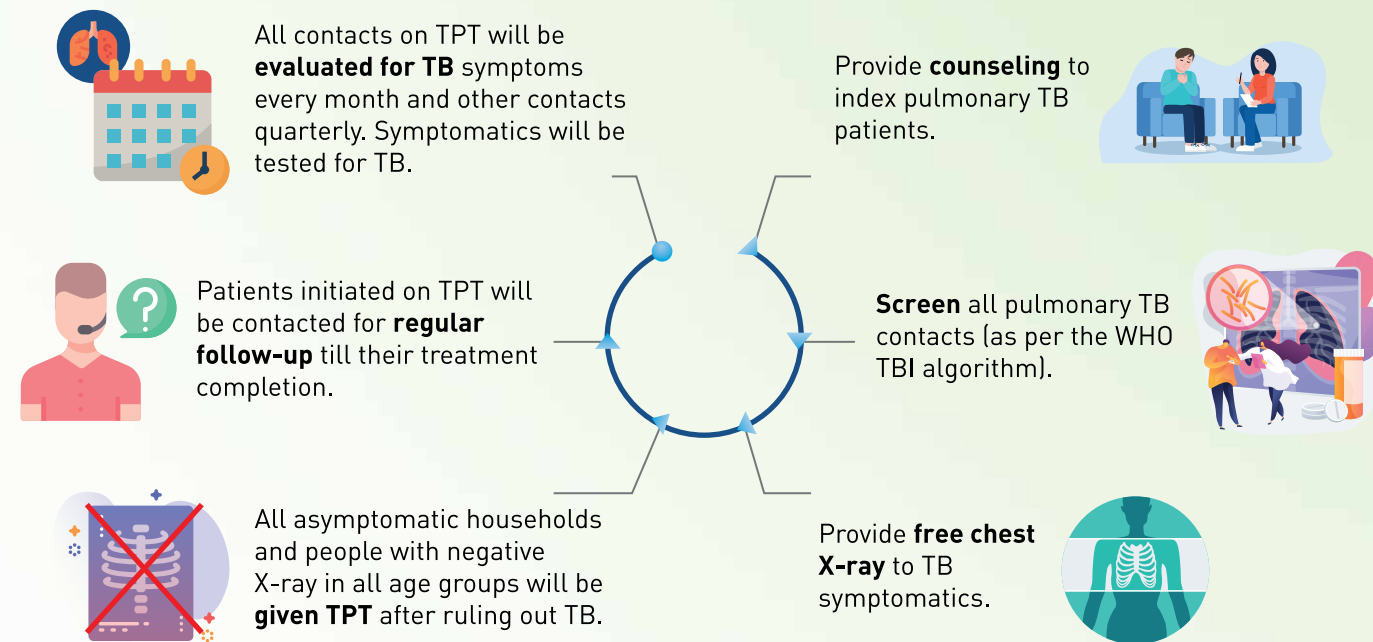 All contacts on TPT will be
evaluated for TB symptoms
every month and other contacts
quarterly. Symptomatics will be
tested for TB.
Provide counseling to
index pulmonary TB
patients.
Patients initiated on TPT will
be contacted for regular
follow-up till their treatment
completion.
Screen all pulmonary TB
contacts (as per the WHO
TBI algorithm).
All asymptomatic households
and people with negative
X-ray in all age groups will be
given TPT after ruling out TB.
Provide free chest
X-ray to TB
symptomatics.